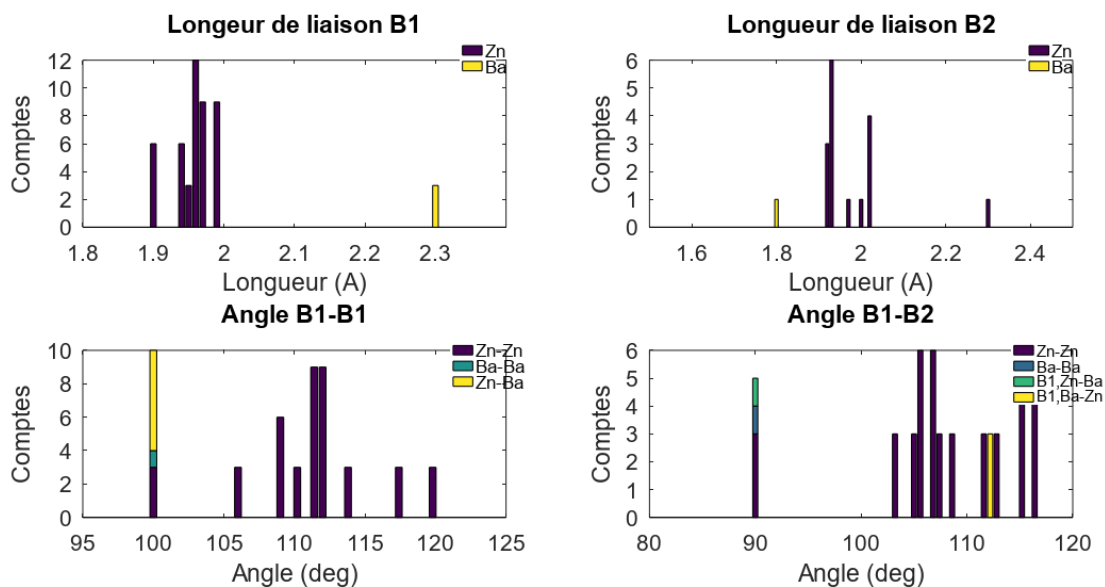 Longeur de liaison B1
Zn
Ba
12
10
8
6
4
2
0
Comptes
1.8 1.9 2 2.1 2.2 2.3
Longueur (A)
Longueur de liaison B2
Zn
Ba
6
5
4
3
2
1
0
Comptes
1.6 1.8 2 2.2 2.4
Longueur (A)
Angle B1-B1
Zn-Zn
Ba-Ba
Zn-Ba
10
8
6
4
2
0
Comptes
95 100 105 110 115 120 125
Angle (deg)
Angle B1-B2
Zn-Zn
Ba-Ba
B1,Zn-Ba
B1,Ba-Zn
6
5
4
3
2
1
0
Comptes
80 90 100 110 120
Angle (deg)